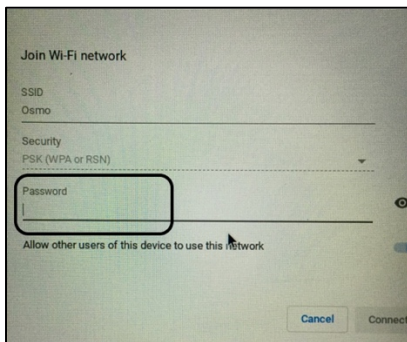 Join Wi-Fi network
SSID
Osmo
Security
PSK (WPA or RSN)
Password
Allow other users of this device to use this network
Cancel Connect